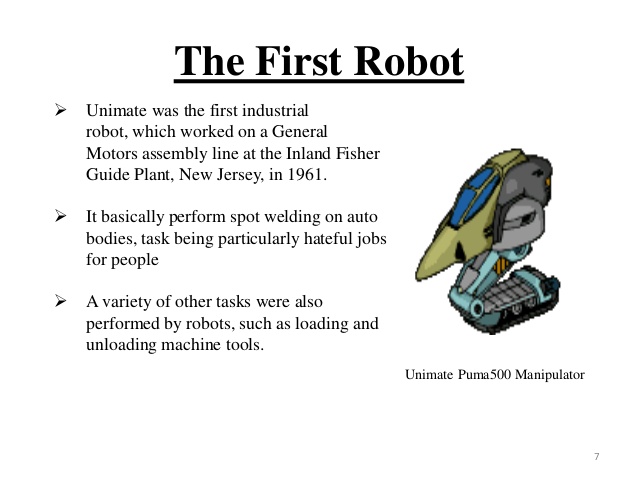 The First Robot
Unimate was the first industrial
robot, which worked on a General
Motors assembly line at the Inland Fisher
Guide Plant, New Jersey, in 1961.
It basically perform spot welding on auto
bodies, task being particularly hateful jobs
for people
A variety of other tasks were also
performed by robots, such as loading and
unloading machine tools.
Unimate Puma500 Manipulator
7